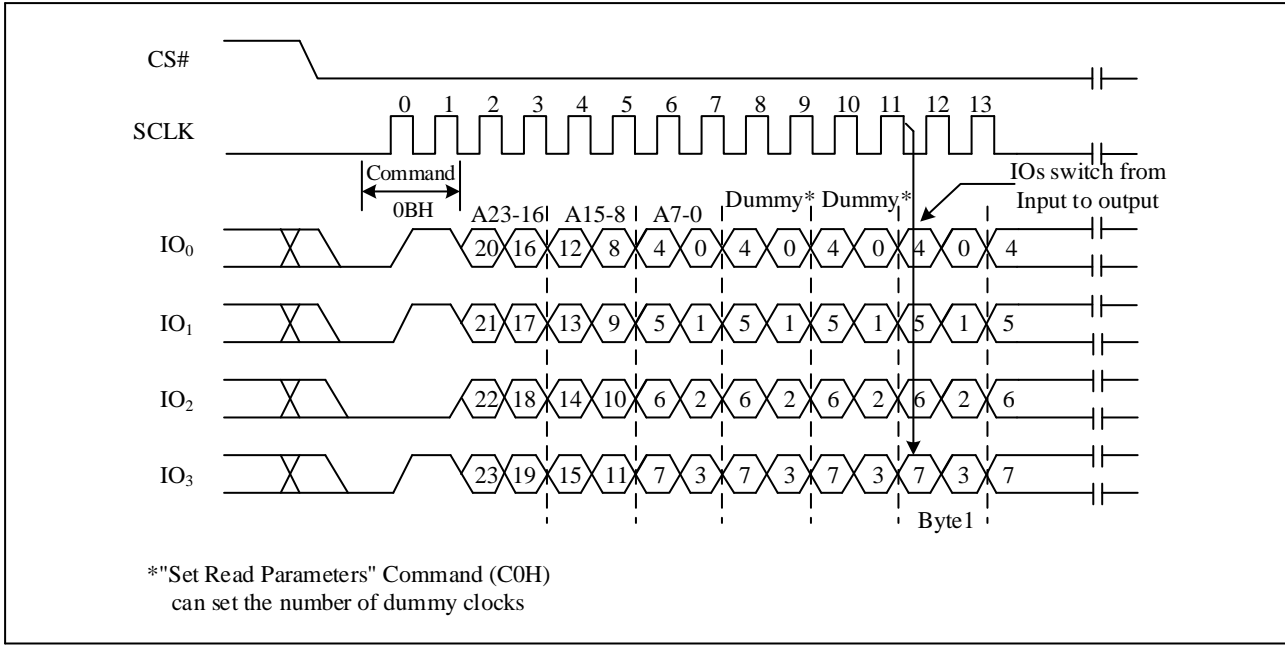 CS#
0 1 2 3 4 5 6 7 8 9 10 11 12 13
SCLK
Command
0BH
IOs switch from
Input to output
Dummy* Dummy*
A23-16 A15-8 A7-0
IO0 20 16 12 8 4 0 4 0 4 0 4 0 4
IO1 21 17 13 9 5 1 5 1 5 1 5 1 5
IO2 22 18 14 10 6 2 6 2 6 2 6 2 6
IO3 23 19 15 11 7 3 7 3 7 3 7 3 7
Byte1
*"Set Read Parameters" Command (C0H)
can set the number of dummy clocks